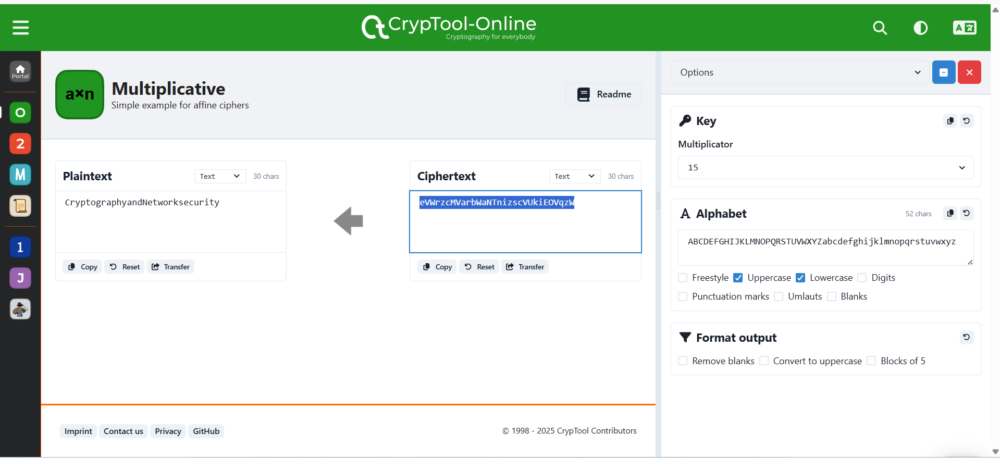 CrypTool-Online
Cryptography for everybody
A
Portal
O
2
M
1
J
a×n
Multiplicative
Simple example for affine ciphers
Readme
Plaintext
Text
30 chars
CryptographyandNetworksecurity
Copy
Reset
Transfer
Ciphertext
Text
30 chars
eVWrzcMVarbWaNTnizscVUkiEOVqzW
Copy
Reset
Transfer
Imprint
Contact us
Privacy
GitHub
© 1998 - 2025 CrypTool Contributors
Options
Key
Multiplicator
15
A Alphabet
52 chars
ABCDEFGHIJKLMNOPQRSTUVWXYZabcdefghijklmnopqrstuvwxyz
Freestyle Uppercase Lowercase Digits
Punctuation marks Umlauts Blanks
Format output
Remove blanks Convert to uppercase Blocks of 5